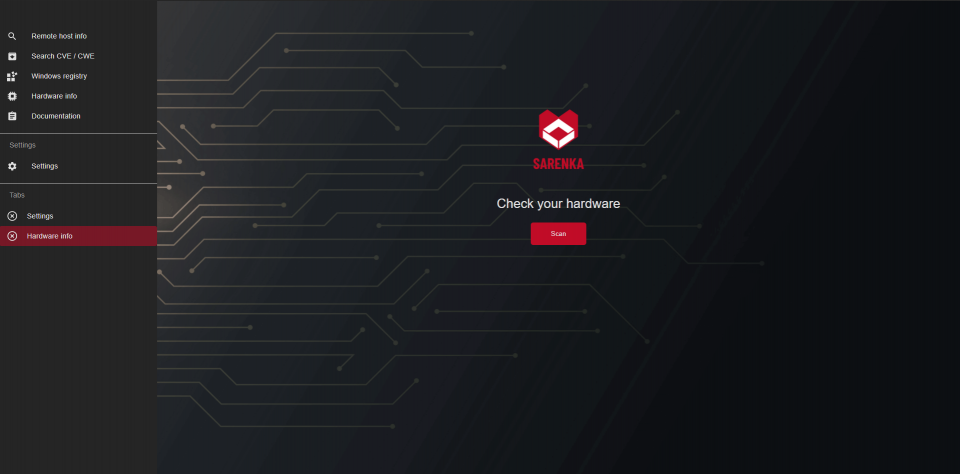 Remote host info
Search CVE / CWE
Windows registry
Hardware info
Documentation
Settings
Settings
Tabs
Settings
Hardware info
SARENKA
Check your hardware
Scan